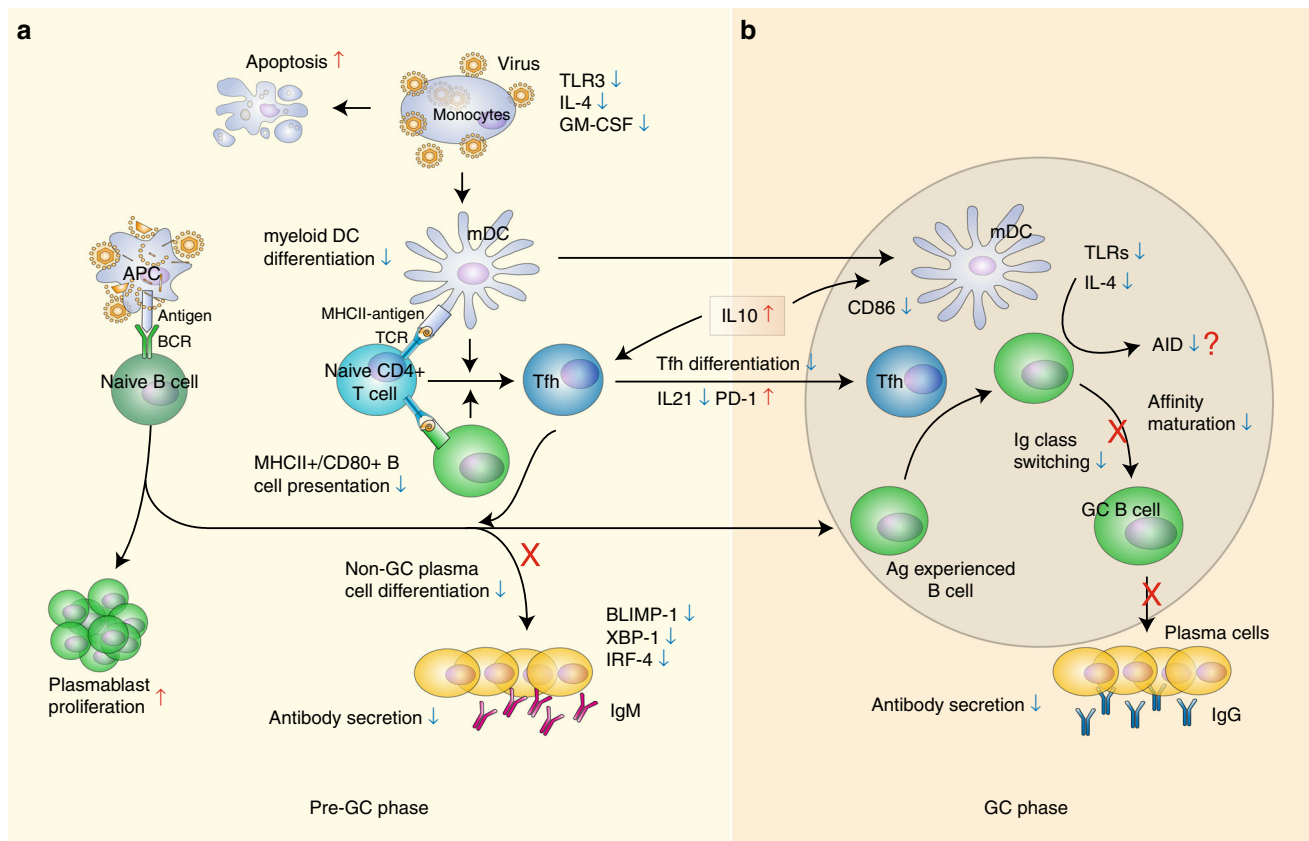 a
b
Apoptosis ↑
Virus
Monocytes
TLR3 ↓
IL-4 ↓
GM-CSF ↓
myeloid DC
differentiation ↓
mDC
APC
Antigen
BCR
Naive B cell
MHCII-antigen
TCR
Naive CD4+
T cell
Tfh
IL10 ↑
Tfh differentiation ↓
IL21 ↓ PD-1 ↑
MHCII+/CD80+ B
cell presentation ↓
X
Non-GC plasma
cell differentiation ↓
BLIMP-1 ↓
XBP-1 ↓
IRF-4 ↓
Plasmablast
proliferation ↑
Antibody secretion ↓
IgM
Pre-GC phase
mDC
CD86 ↓
TLRs ↓
IL-4 ↓
AID ↓ ?
Tfh
Affinity
maturation ↓
X
Ig class
switching ↓
GC B cell
Ag experienced
B cell
X
Plasma cells
Antibody secretion ↓
IgG
GC phase